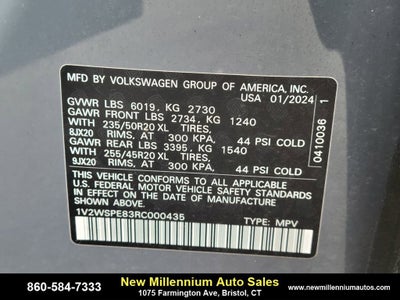 MFD BY VOLKSWAGEN GROUP OF AMERICA, INC.
USA 01/2024
GVWR LBS 6019, KG 2730
GAWR FRONT LBS 2734, KG 1240
WITH 235/50R20 XL TIRES,
8JX20 RIMS, AT 300 KPA, 44 PSI COLD
GAWR REAR LBS 3395, KG 1540
WITH 255/45R20 XL TIRES,
9JX20 RIMS, AT 300 KPA, 44 PSI COLD
THIS VEHICLE CONFORMS TO ALL APPLICABLE
U.S. FEDERAL MOTOR VEHICLE SAFETY STANDARDS
IN EFFECT ON THE DATE OF
MANUFACTURE SHOWN ABOVE.
1V2WSPE83RC000435 TYPE: MPV
0410036 1
860-584-7333
New Millennium Auto Sales
1075 Farmington Ave, Bristol, CT
www.newmillenniumautos.com